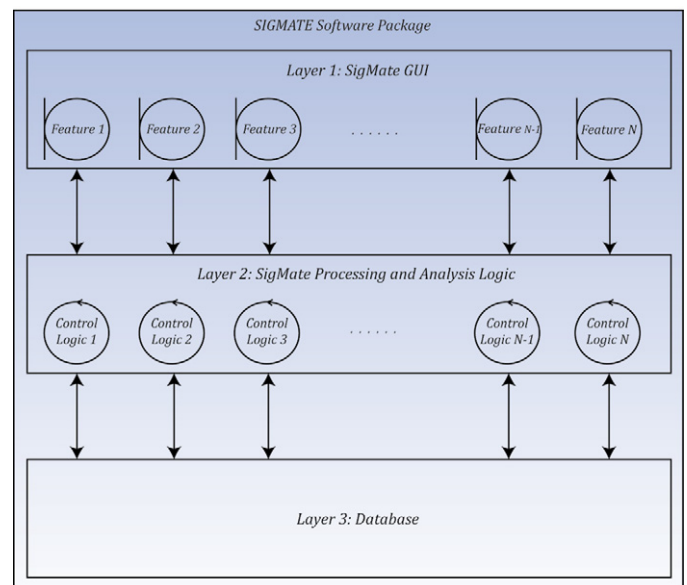 SIGMATE Software Package
Layer 1: SigMate GUI
Feature 1 Feature 2 Feature 3 . . . . . . Feature N-1 Feature N
Layer 2: SigMate Processing and Analysis Logic
Control Control Control Control Control
Logic 1 Logic 2 Logic 3 . . . . . . Logic N-1 Logic N
Layer 3: Database